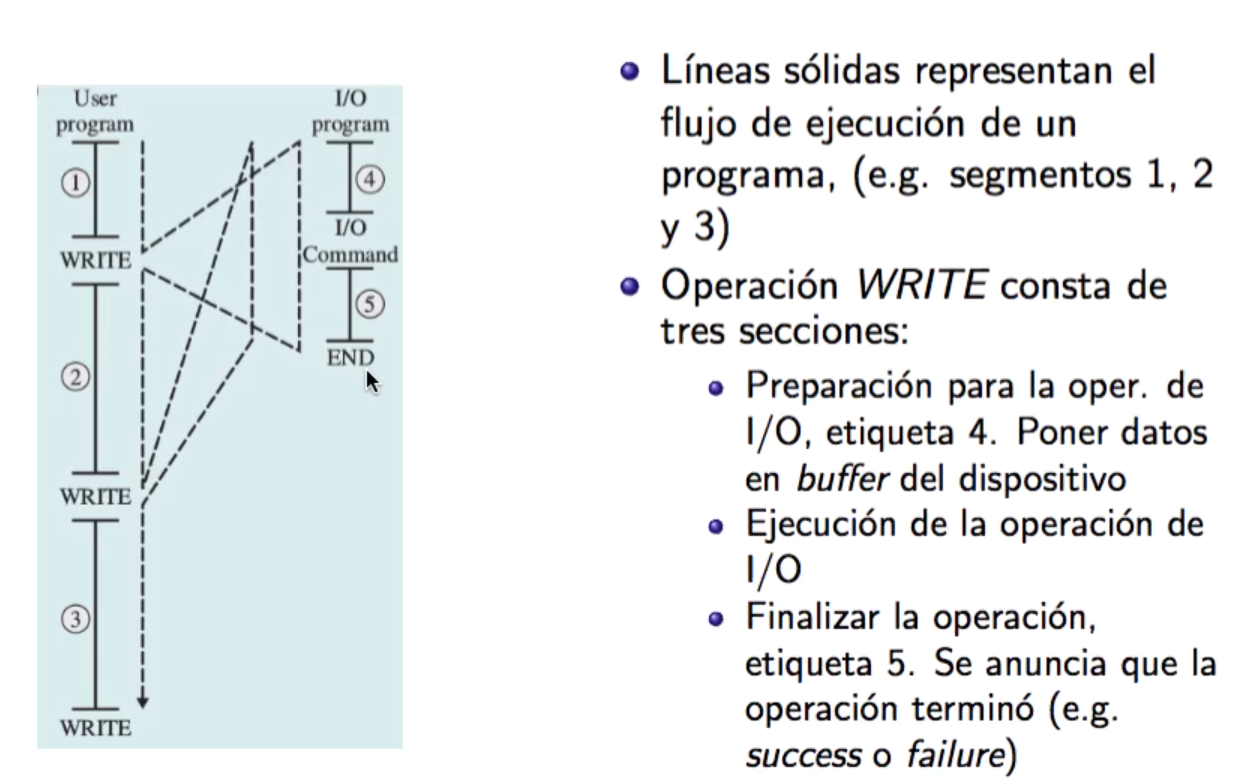 User
program
I/O
program
①
④
I/O
Command
WRITE
⑤
END
②
WRITE
③
WRITE
Líneas sólidas representan el
flujo de ejecución de un
programa, (e.g. segmentos 1, 2
y 3)
Operación WRITE consta de
tres secciones:
Preparación para la oper. de
I/O, etiqueta 4. Poner datos
en buffer del dispositivo
Ejecución de la operación de
I/O
Finalizar la operación,
etiqueta 5. Se anuncia que la
operación terminó (e.g.
success o failure)